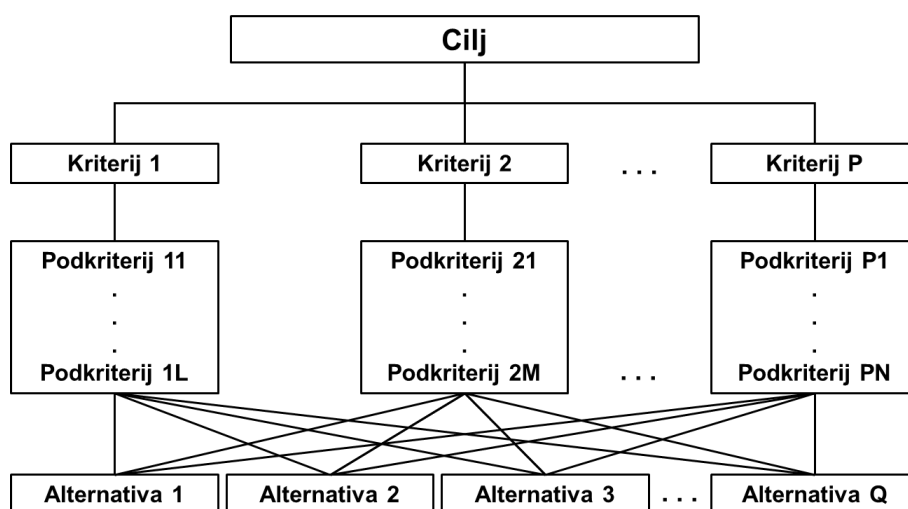 Cilj
Kriterij 1
Kriterij 2
. . .
Kriterij P
Podkriterij 11
.
.
.
Podkriterij 1L
Podkriterij 21
.
.
.
Podkriterij 2M
. . .
Podkriterij P1
.
.
.
Podkriterij PN
Alternativa 1
Alternativa 2
Alternativa 3
. . .
Alternativa Q